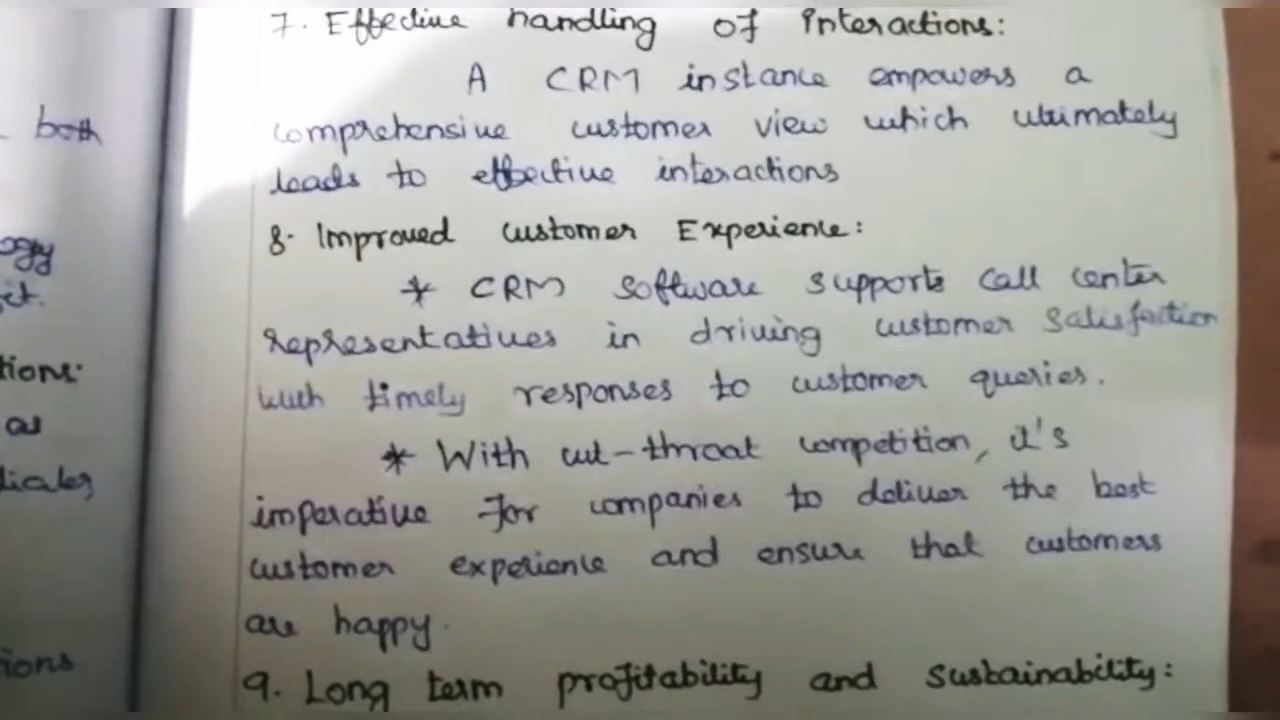 both
7. Effective handling of Interactions:
A CRM instance empowers a
comprehensive customer view which ultimately
leads to effective interactions
8. Improved customer Experience:
* CRM software supports call center
representatives in driving customer satisfaction
with timely responses to customer queries.
* With cut-throat competition, it's
imperative for companies to deliver the best
customer experience and ensure that customers
are happy.
9. Long term profitability and sustainability:
as